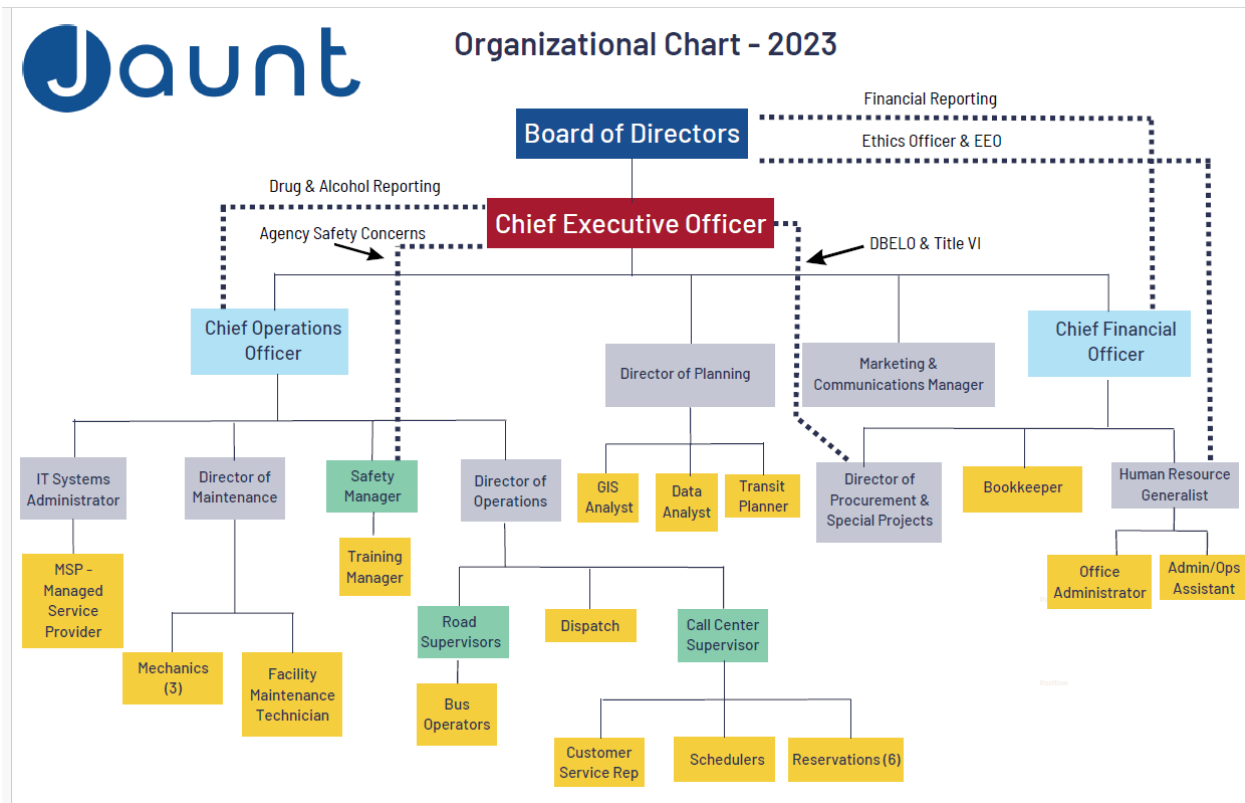 Jaunt
Organizational Chart - 2023
Financial Reporting
Board of Directors
Ethics Officer & EEO
Drug & Alcohol Reporting
Chief Executive Officer
Agency Safety Concerns
DBELO & Title VI
Chief Operations
Officer
Chief Financial
Officer
Director of Planning
Marketing &
Communications Manager
IT Systems
Administrator
Director of
Maintenance
Safety
Manager
Director of
Operations
GIS
Analyst
Data
Analyst
Transit
Planner
Director of
Procurement &
Special Projects
Bookkeeper
Human Resource
Generalist
MSP -
Managed
Service
Provider
Training
Manager
Office
Administrator
Admin/Ops
Assistant
Road
Supervisors
Dispatch
Call Center
Supervisor
Mechanics
(3)
Facility
Maintenance
Technician
Bus
Operators
Customer
Service Rep
Schedulers
Reservations (6)